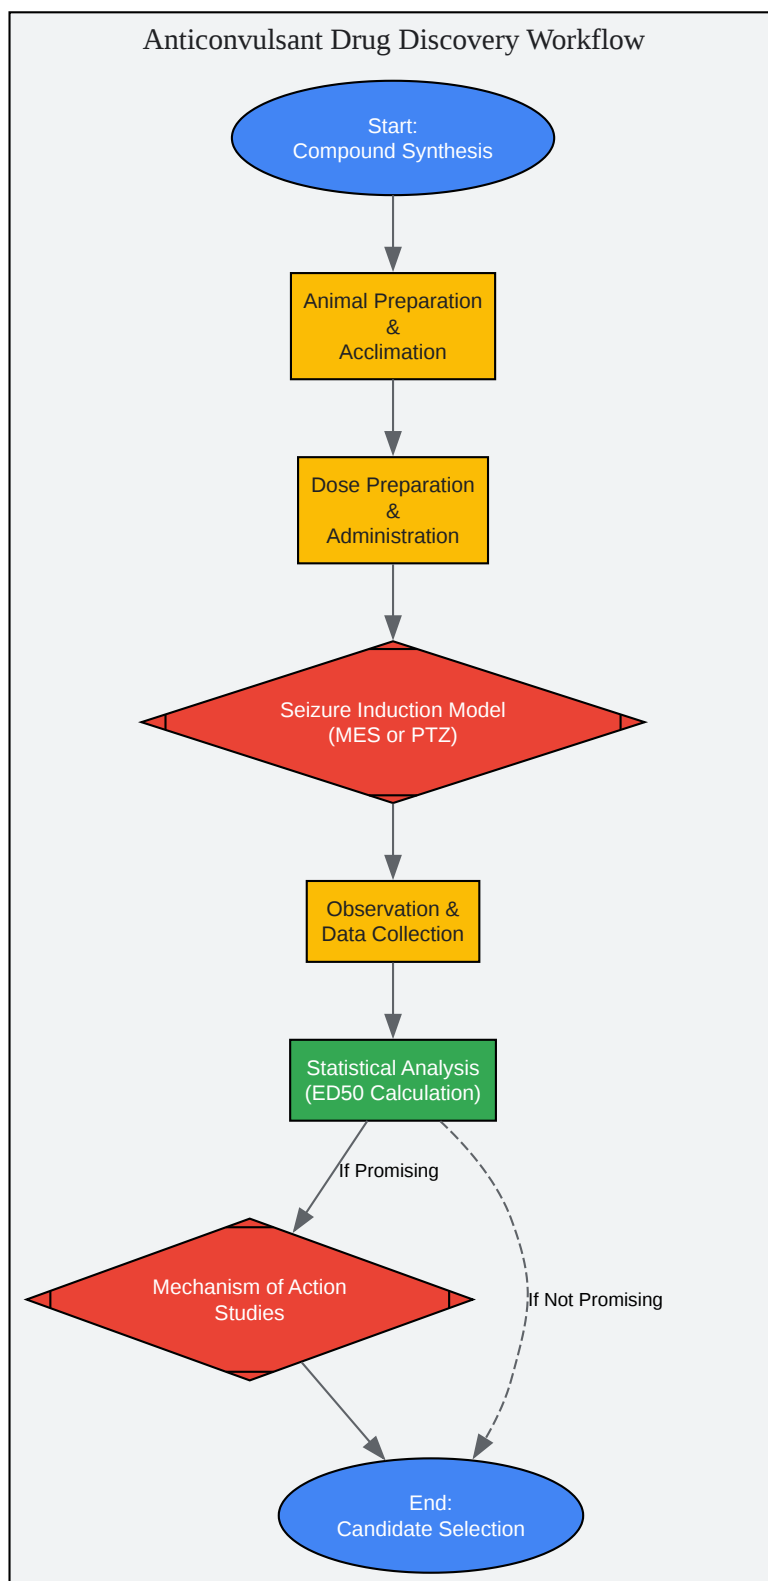 Anticonvulsant Drug Discovery Workflow
Start:
Compound Synthesis
Animal Preparation
&
Acclimation
Dose Preparation
&
Administration
Seizure Induction Model
(MES or PTZ)
Observation &
Data Collection
Statistical Analysis
(ED50 Calculation)
If Promising
Mechanism of Action
Studies
If Not Promising
End:
Candidate Selection